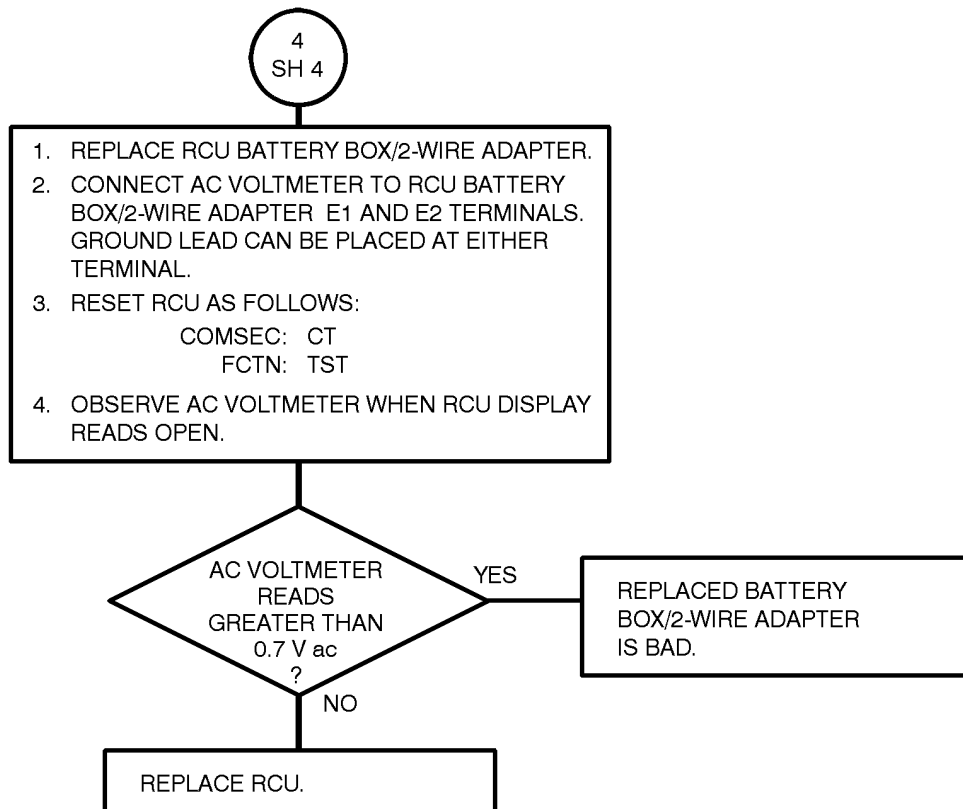 4
SH 4
1. REPLACE RCU BATTERY BOX/2-WIRE ADAPTER.
2. CONNECT AC VOLTMETER TO RCU BATTERY
BOX/2-WIRE ADAPTER E1 AND E2 TERMINALS.
GROUND LEAD CAN BE PLACED AT EITHER
TERMINAL.
3. RESET RCU AS FOLLOWS:
COMSEC: CT
FCTN: TST
4. OBSERVE AC VOLTMETER WHEN RCU DISPLAY
READS OPEN.
AC VOLTMETER
READS
GREATER THAN
0.7 V ac
?
YES
REPLACED BATTERY
BOX/2-WIRE ADAPTER
IS BAD.
NO
REPLACE RCU.